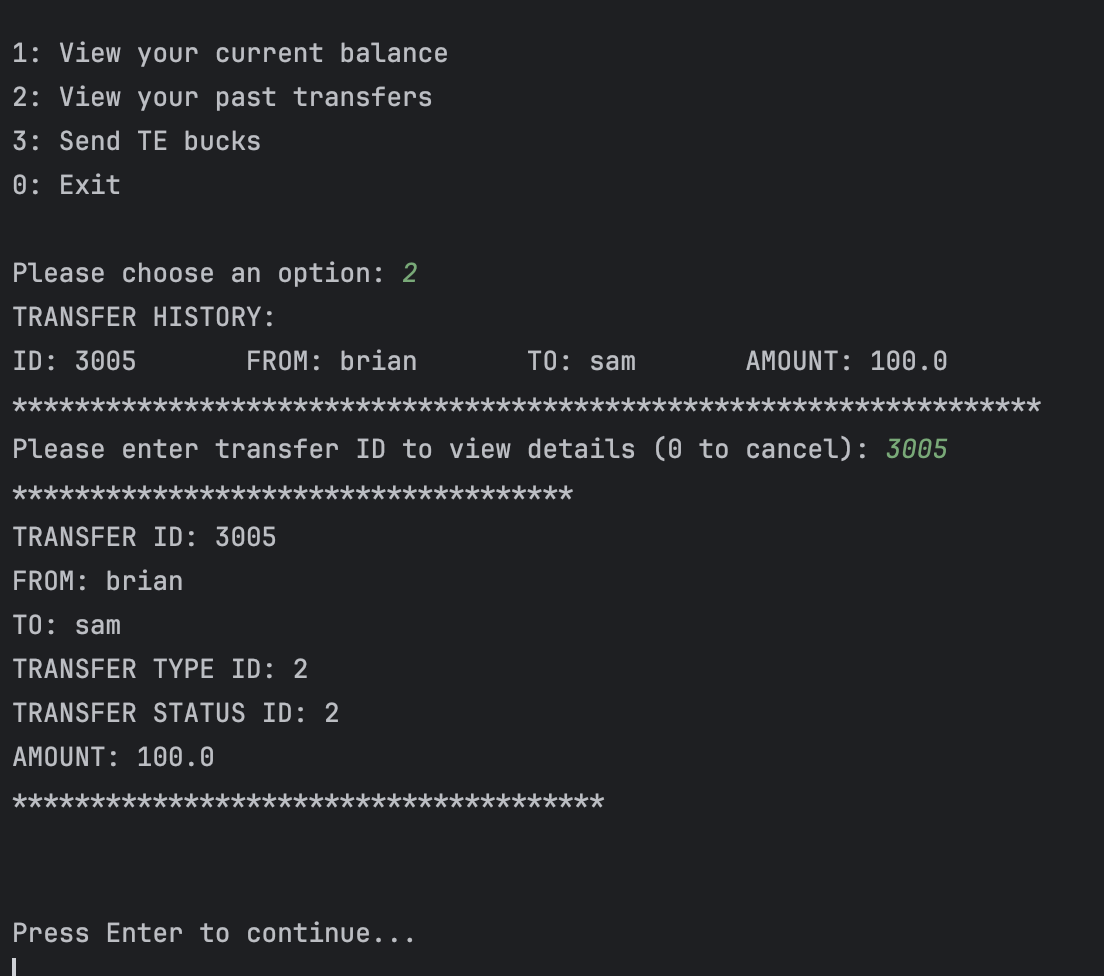 1: View your current balance
2: View your past transfers
3: Send TE bucks
0: Exit
Please choose an option: 2
TRANSFER HISTORY:
ID: 3005       FROM: brian       TO: sam       AMOUNT: 100.0
******************************************************************
Please enter transfer ID to view details (0 to cancel): 3005
************************************
TRANSFER ID: 3005
FROM: brian
TO: sam
TRANSFER TYPE ID: 2
TRANSFER STATUS ID: 2
AMOUNT: 100.0
**************************************
Press Enter to continue...